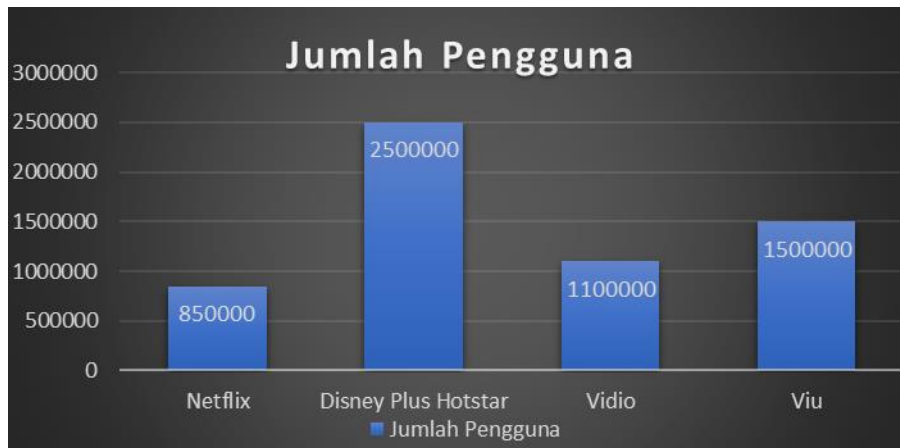 Jumlah Pengguna
3000000
2500000
2000000
1500000
1000000
500000
0
850000
2500000
1100000
1500000
Netflix
Disney Plus Hotstar
Vidio
Viu
Jumlah Pengguna